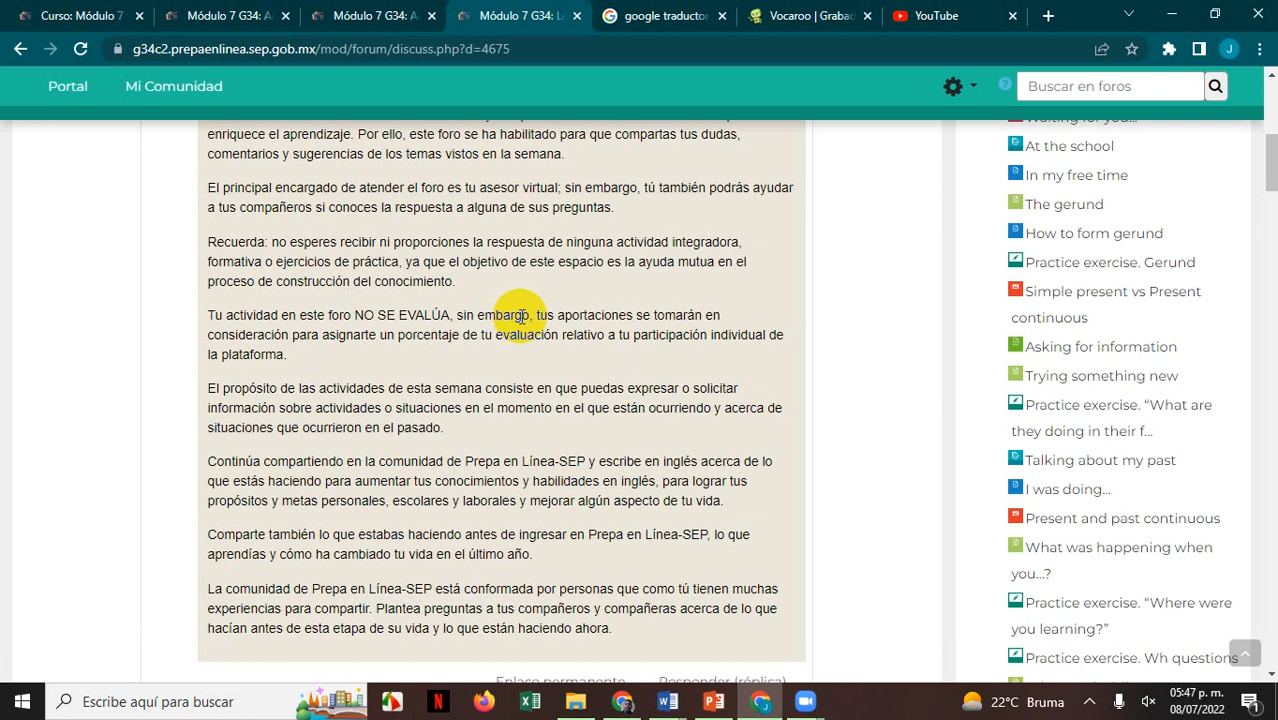 Curso: Módulo 7
Módulo 7 G34: A
Módulo 7 G34: A
Módulo 7 G34: L
google traductor
Vocaroo | Grabad
YouTube
g34c2.prepaenlinea.sep.gob.mx/mod/forum/discuss.php?d=4675
J
Portal
Mi Comunidad
Buscar en foros
enriquece el aprendizaje. Por ello, este foro se ha habilitado para que compartas tus dudas,
comentarios y sugerencias de los temas vistos en la semana.
El principal encargado de atender el foro es tu asesor virtual; sin embargo, tú también podrás ayudar
a tus compañeros si conoces la respuesta a alguna de sus preguntas.
Recuerda: no esperes recibir ni proporciones la respuesta de ninguna actividad integradora,
formativa o ejercicios de práctica, ya que el objetivo de este espacio es la ayuda mutua en el
proceso de construcción del conocimiento.
Tu actividad en este foro NO SE EVALÚA, sin embargo, tus aportaciones se tomarán en
consideración para asignarte un porcentaje de tu evaluación relativo a tu participación individual de
la plataforma.
El propósito de las actividades de esta semana consiste en que puedas expresar o solicitar
información sobre actividades o situaciones en el momento en el que están ocurriendo y acerca de
situaciones que ocurrieron en el pasado.
Continúa compartiendo en la comunidad de Prepa en Línea-SEP y escribe en inglés acerca de lo
que estás haciendo para aumentar tus conocimientos y habilidades en inglés, para lograr tus
propósitos y metas personales, escolares y laborales y mejorar algún aspecto de tu vida.
Comparte también lo que estabas haciendo antes de ingresar en Prepa en Línea-SEP, lo que
aprendías y cómo ha cambiado tu vida en el último año.
La comunidad de Prepa en Línea-SEP está conformada por personas que como tú tienen muchas
experiencias para compartir. Plantea preguntas a tus compañeros y compañeras acerca de lo que
hacían antes de esta etapa de su vida y lo que están haciendo ahora.
Enlace permanente
Responder (réplica)
Waiting for you...
At the school
In my free time
The gerund
How to form gerund
Practice exercise. Gerund
Simple present vs Present
continuous
Asking for information
Trying something new
Practice exercise. “What are
they doing in their f...
Talking about my past
I was doing...
Present and past continuous
What was happening when
you...?
Practice exercise. “Where were
you learning?”
Practice exercise. Wh questions
Escribe aquí para buscar
22°C Bruma
05:47 p. m.
08/07/2022
1